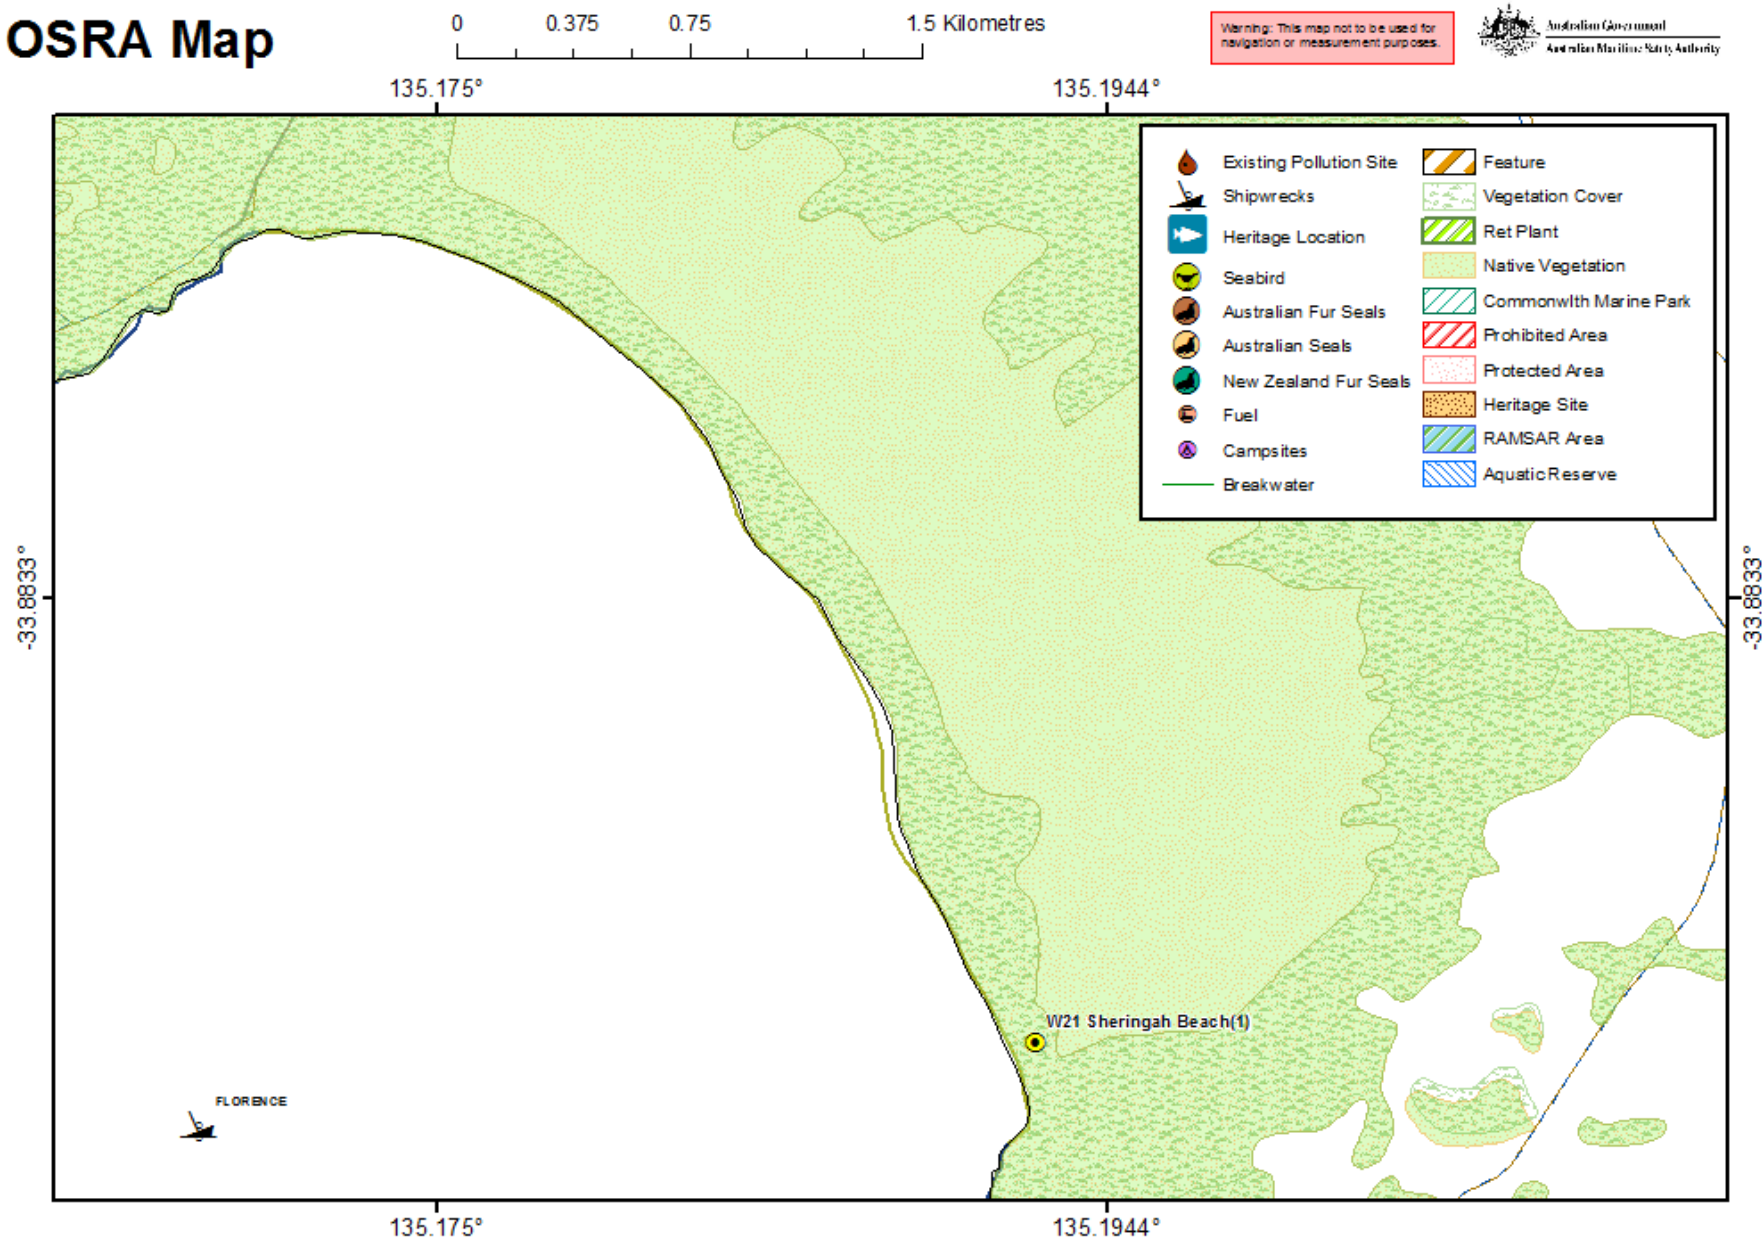 OSRA Map
0 0.375 0.75 1.5 Kilometres
Warning: This map not to be used for
navigation or measurement purposes.
Australian Government
Australian Maritime Safety Authority
135.175° 135.1944°
Existing Pollution Site
Shipwrecks
Heritage Location
Seabird
Australian Fur Seals
Australian Seals
New Zealand Fur Seals
Fuel
Campsites
Breakwater
Feature
Vegetation Cover
Ret Plant
Native Vegetation
Commonwlth Marine Park
Prohibited Area
Protected Area
Heritage Site
RAMSAR Area
Aquatic Reserve
-33.8833°
-33.8833°
W21 Sheringah Beach(1)
FLORENCE
135.175° 135.1944°